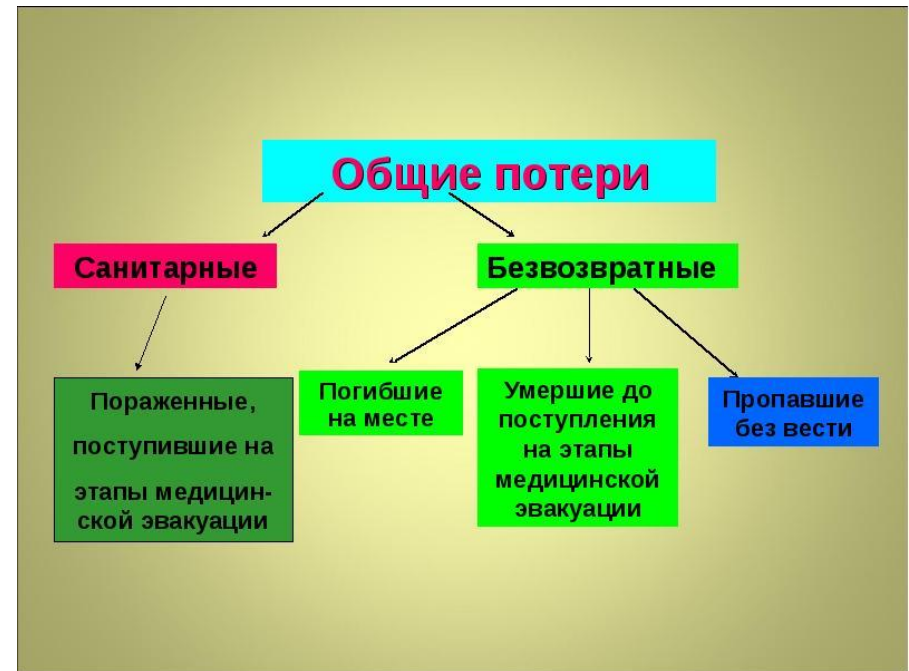 Общие потери
Санитарные
Безвозвратные
Пораженные,
поступившие на
этапы медицин-
ской эвакуации
Погибшие
на месте
Умершие до
поступления
на этапы
медицинской
эвакуации
Пропавшие
без вести